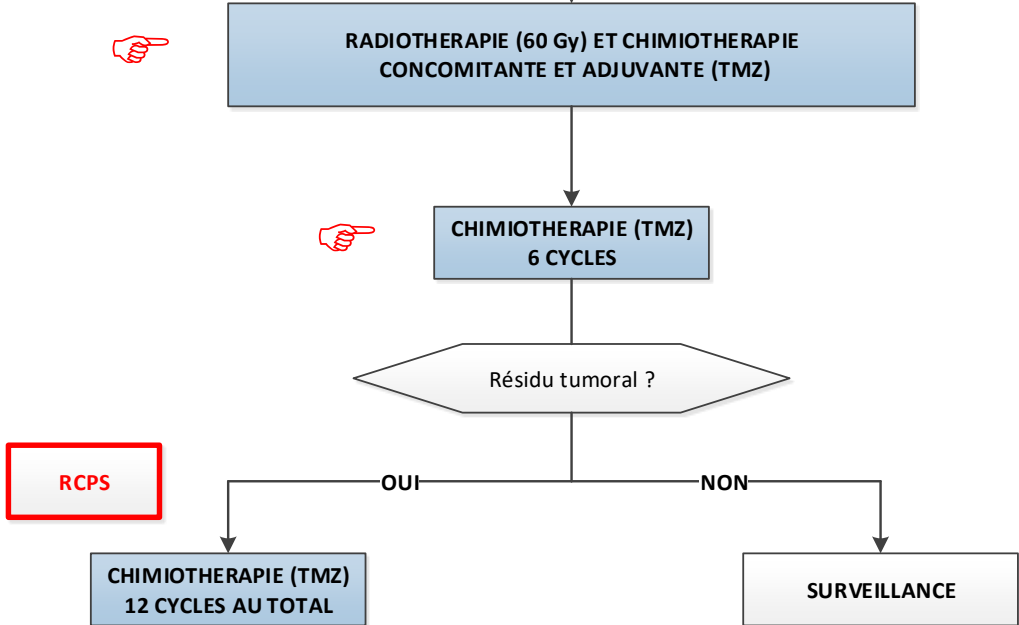 RADIOTHERAPIE (60 Gy) ET CHIMIOTHERAPIE
CONCOMITANTE ET ADJUVANTE (TMZ)
CHIMIOTHERAPIE (TMZ)
6 CYCLES
Résidu tumoral ?
RCPS
OUI
NON
CHIMIOTHERAPIE (TMZ)
12 CYCLES AU TOTAL
SURVEILLANCE